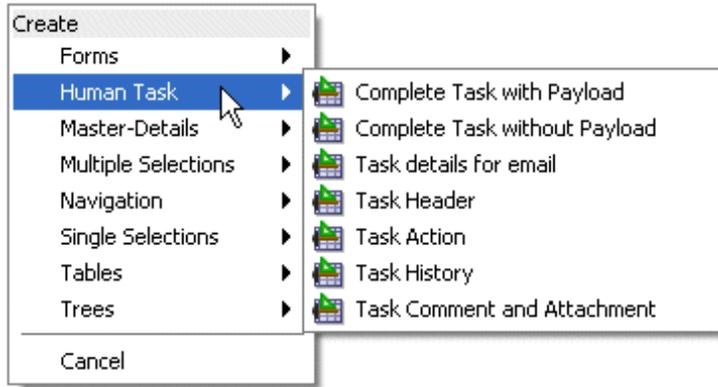 Create
Forms
Human Task
Master-Details
Multiple Selections
Navigation
Single Selections
Tables
Trees
Cancel
Complete Task with Payload
Complete Task without Payload
Task details for email
Task Header
Task Action
Task History
Task Comment and Attachment